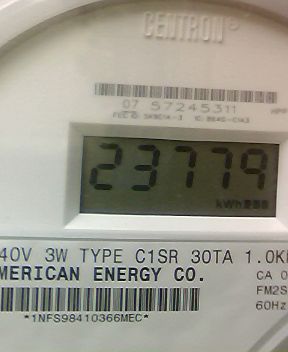 CENTRON®
07 57245311
23779
kWh
40V 3W TYPE C1SR 30TA 1.0K
MERICAN ENERGY CO.
CA 0
FM2S
60Hz
*1NFS98410366MEC*